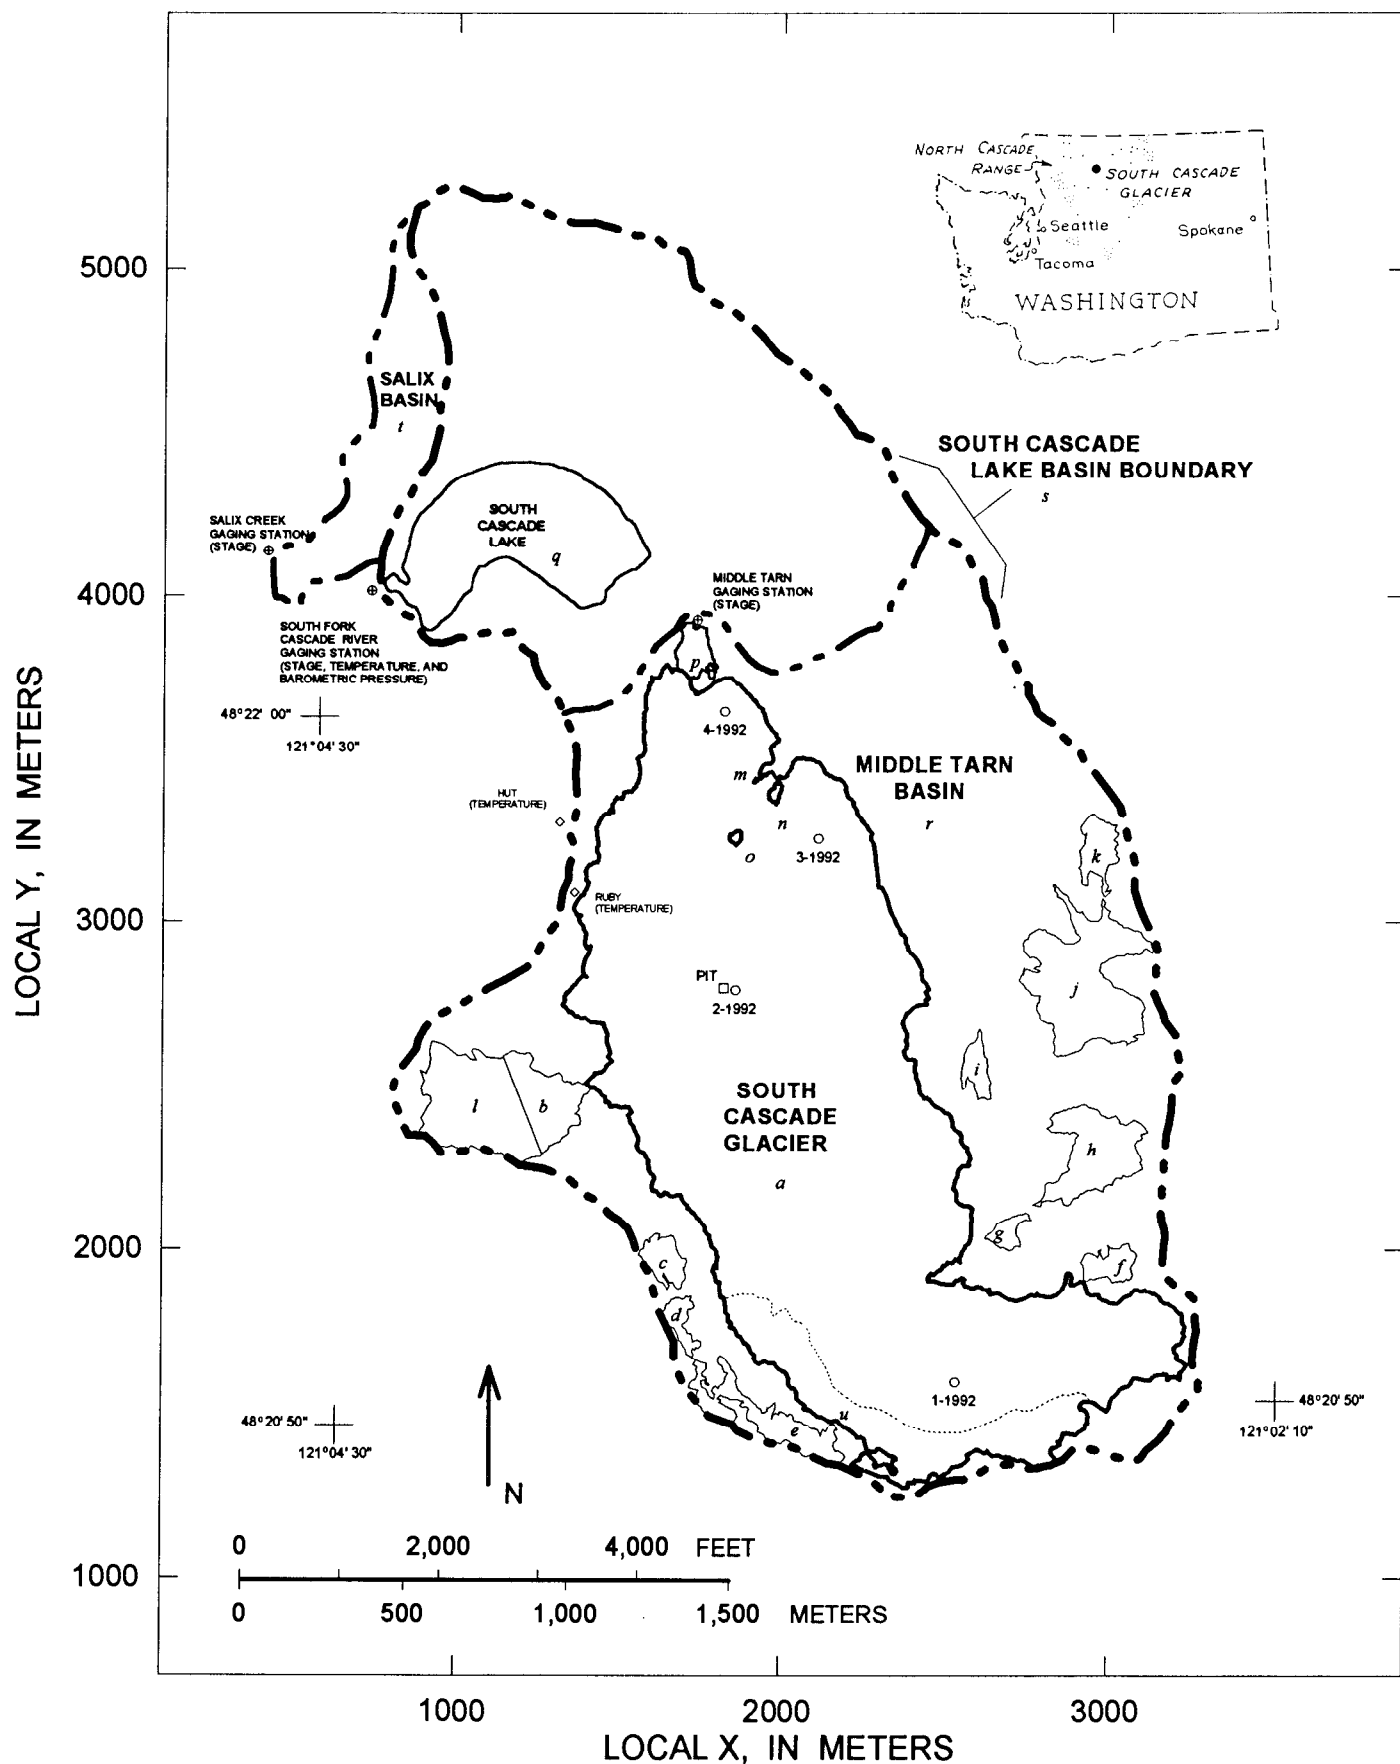 NORTH CASCADE
RANGE
SOUTH CASCADE
GLACIER
Seattle
Spokane
Tacoma
WASHINGTON
5000
SALIX
BASIN
t
SOUTH CASCADE
LAKE BASIN BOUNDARY
s
SALIX CREEK
GAGING STATION
(STAGE)
SOUTH
CASCADE
LAKE
q
4000
MIDDLE TARN
GAGING STATION
(STAGE)
SOUTH FORK
CASCADE RIVER
GAGING STATION
(STAGE, TEMPERATURE, AND
BAROMETRIC PRESSURE)
p
48°22' 00"
121°04' 30"
4-1992
m
MIDDLE TARN
BASIN
r
HUT
(TEMPERATURE)
n
o
3-1992
k
RUBY
(TEMPERATURE)
3000
LOCAL Y, IN METERS
PIT
2-1992
j
i
l
b
SOUTH
CASCADE
GLACIER
a
h
g
f
2000
c
d
1-1992
u
e
48°20' 50"
121°04' 30"
48°20' 50"
121°02' 10"
N
0 2,000 4,000 FEET
1000
0 500 1,000 1,500 METERS
1000 2000 3000
LOCAL X, IN METERS